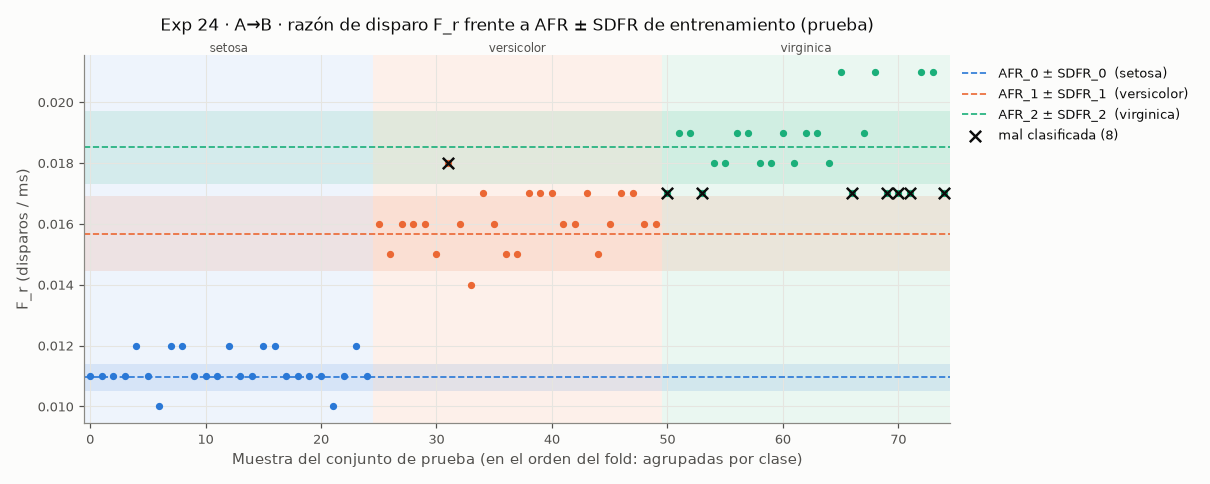 Exp 24 · A→B · razón de disparo F_r frente a AFR ± SDFR de entrenamiento (prueba)
setosa
versicolor
virginica
AFR_0 ± SDFR_0 (setosa)
AFR_1 ± SDFR_1 (versicolor)
AFR_2 ± SDFR_2 (virginica)
mal clasificada (8)
F_r (disparos / ms)
0.020
0.018
0.016
0.014
0.012
0.010
0
10
20
30
40
50
60
70
Muestra del conjunto de prueba (en el orden del fold: agrupadas por clase)